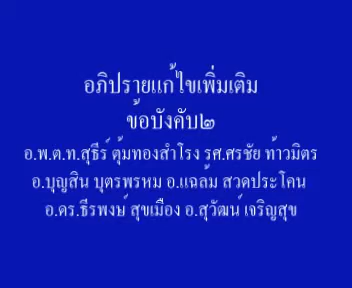 อภิปรายแก้ไขเพิ่มเติม
ข้อบังคับ๒
อ.พ.ต.ท.สุธีร์ ตุ้มทองสำโรง รศ.ศรชัย ท้าวมิตร
อ.บุญสิน บุตรพรหม อ.แฉล้ม สวดประโคน
อ.ดร.ธีรพงษ์ สุขเมือง อ.สุวัฒน์ เจริญสุข